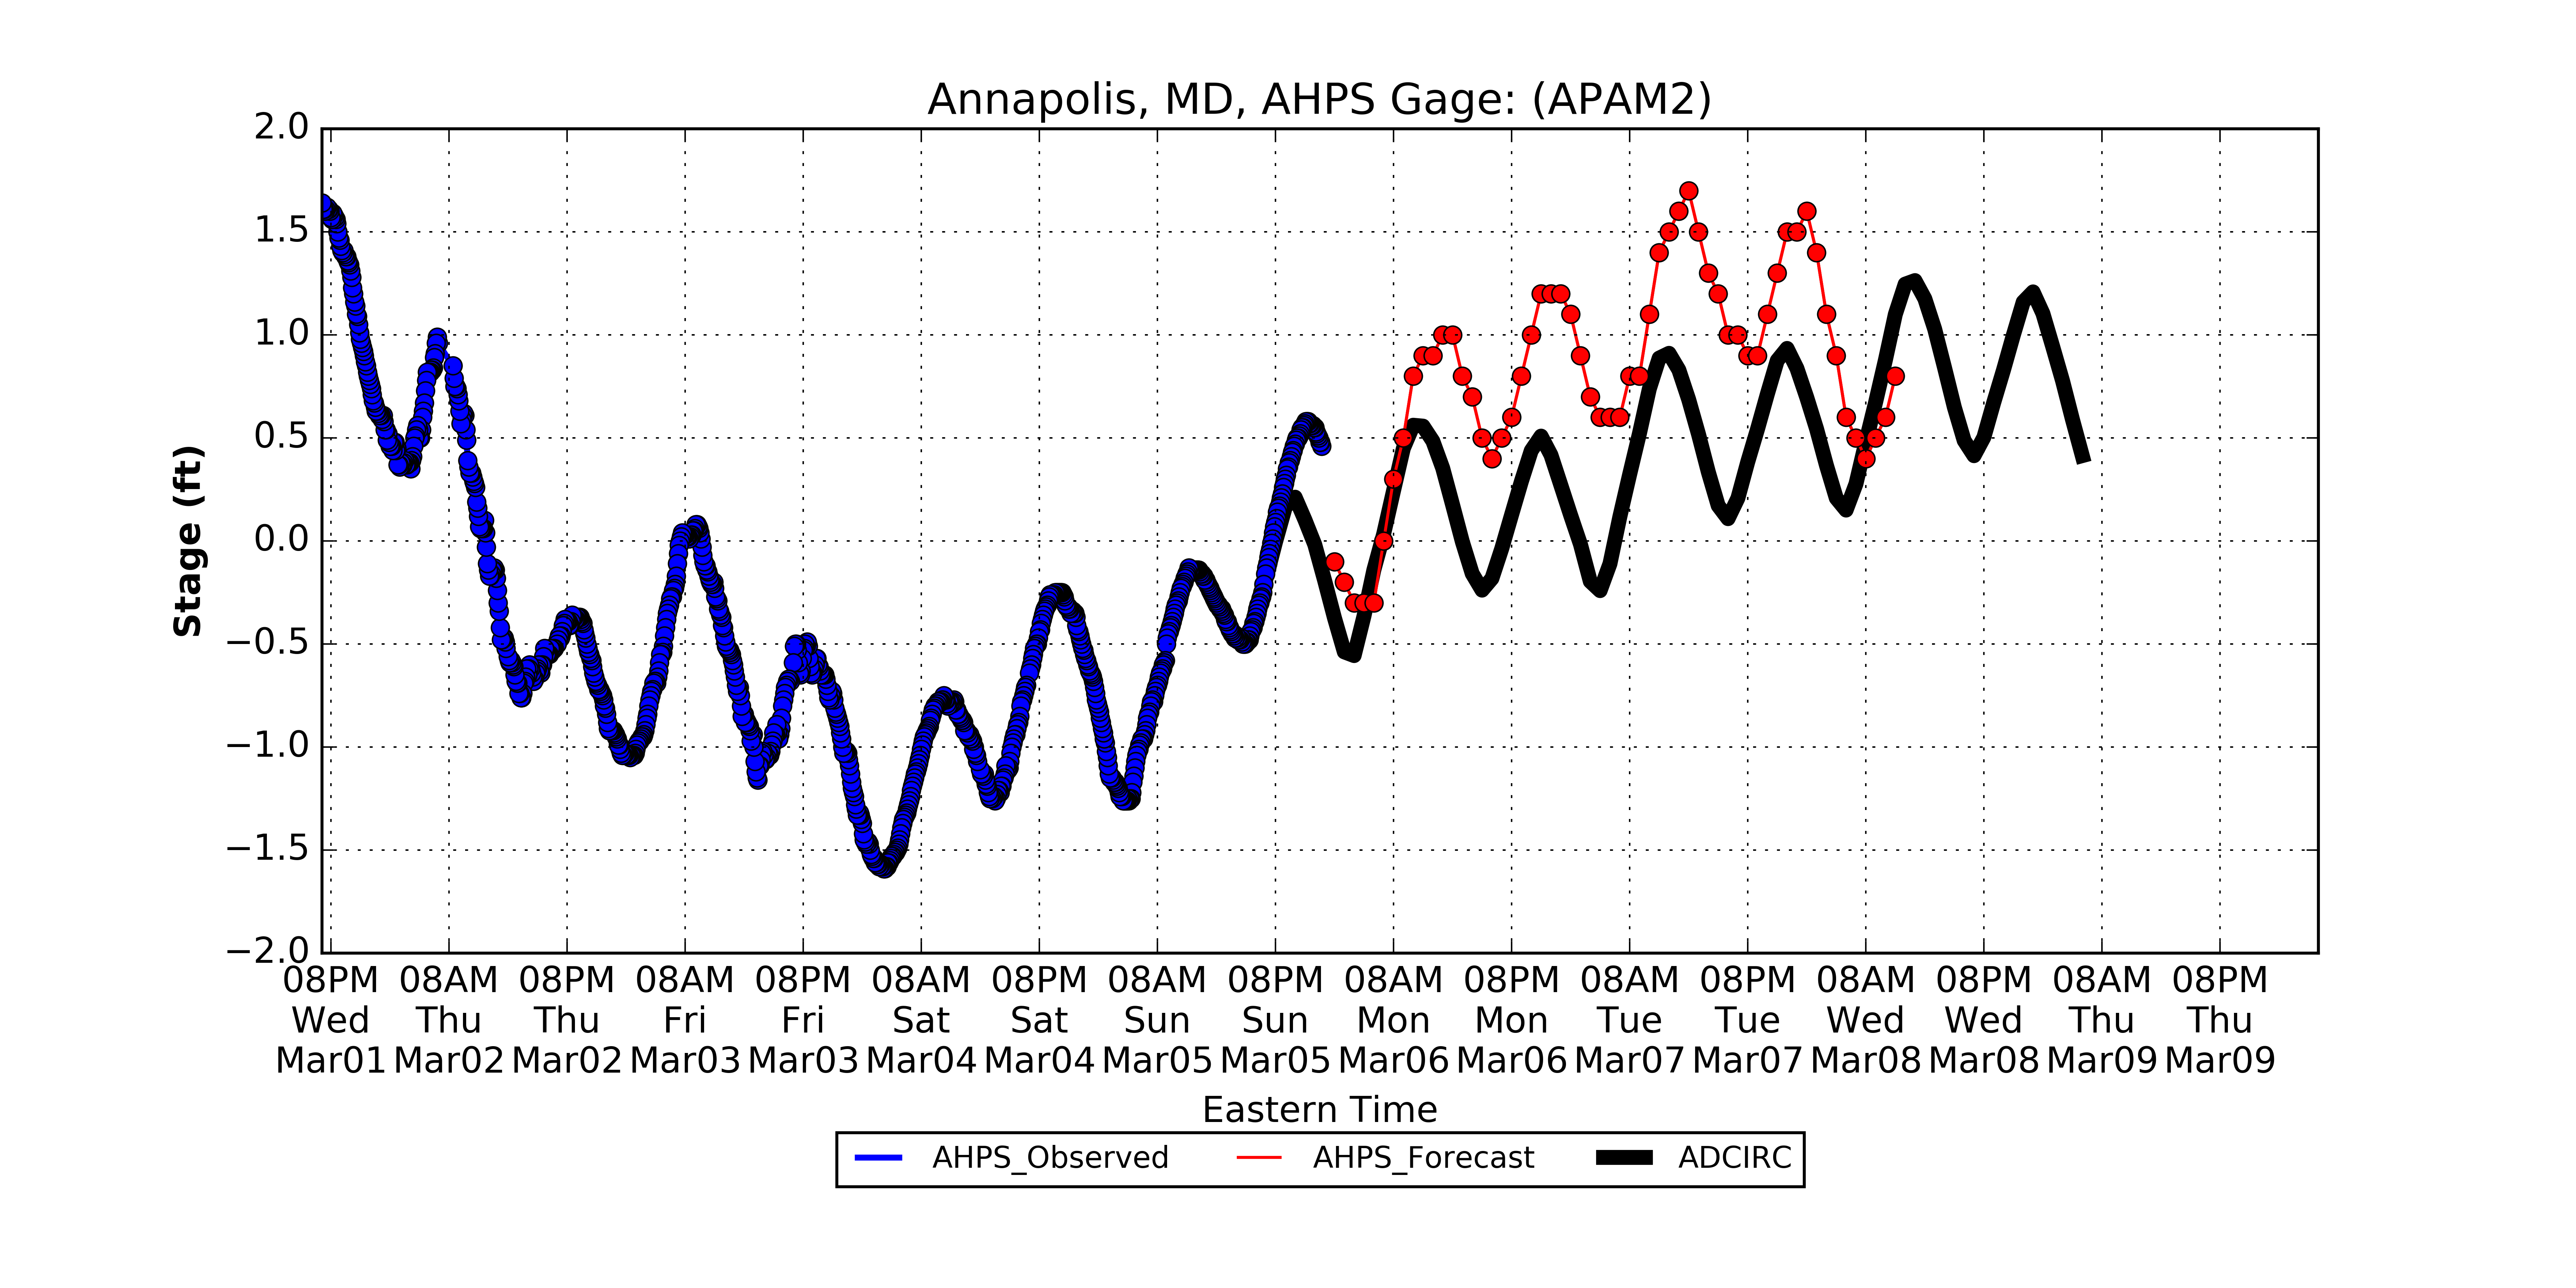 Annapolis, MD, AHPS Gage: (APAM2)
2.0
1.5
1.0
0.5
0.0
−0.5
−1.0
−1.5
−2.0
Stage (ft)
08PM 08AM 08PM 08AM 08PM 08AM 08PM 08AM 08PM 08AM 08PM 08AM 08PM 08AM 08PM 08AM 08PM
Wed Thu Thu Fri Fri Sat Sat Sun Sun Mon Mon Tue Tue Wed Wed Thu Thu
Mar01 Mar02 Mar02 Mar03 Mar03 Mar04 Mar04 Mar05 Mar05 Mar06 Mar06 Mar07 Mar07 Mar08 Mar08 Mar09 Mar09
Eastern Time
AHPS_Observed AHPS_Forecast ADCIRC